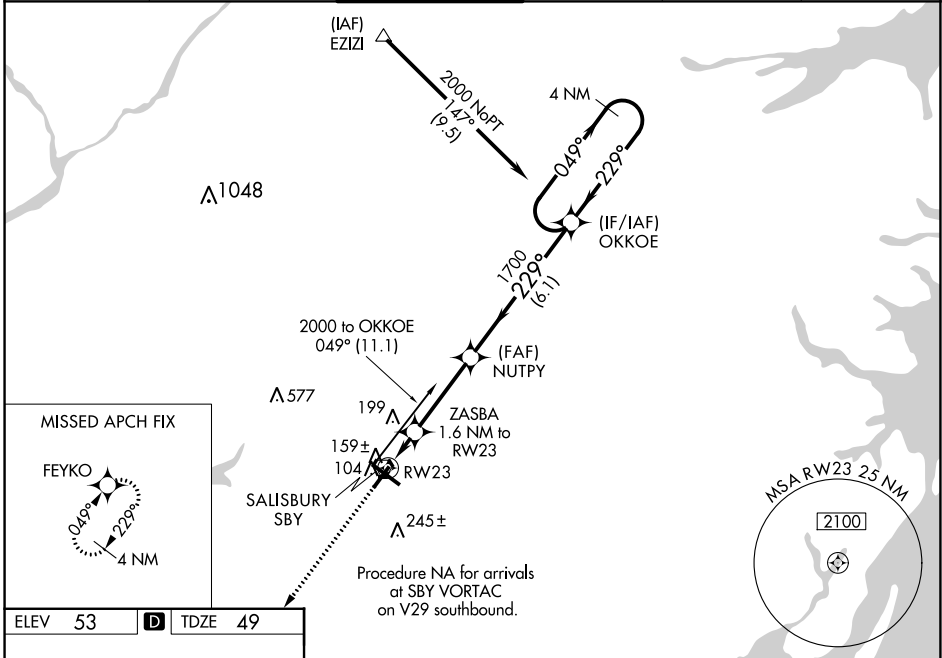 (IAF)
EZIZI
2000 NoPT
147°
(9.5)
4 NM
049°
229°
1048
(IF/IAF)
OKKOE
1700
229°
(6.1)
2000 to OKKOE
049° (11.1)
(FAF)
NUTPY
577
199
ZASBA
1.6 NM to
RW23
159±
104
RW23
SALISBURY
SBY
245±
MISSED APCH FIX
FEYKO
049°
229°
4 NM
MSA RW23 25 NM
2100
Procedure NA for arrivals
at SBY VORTAC
on V29 southbound.
ELEV 53 D TDZE 49